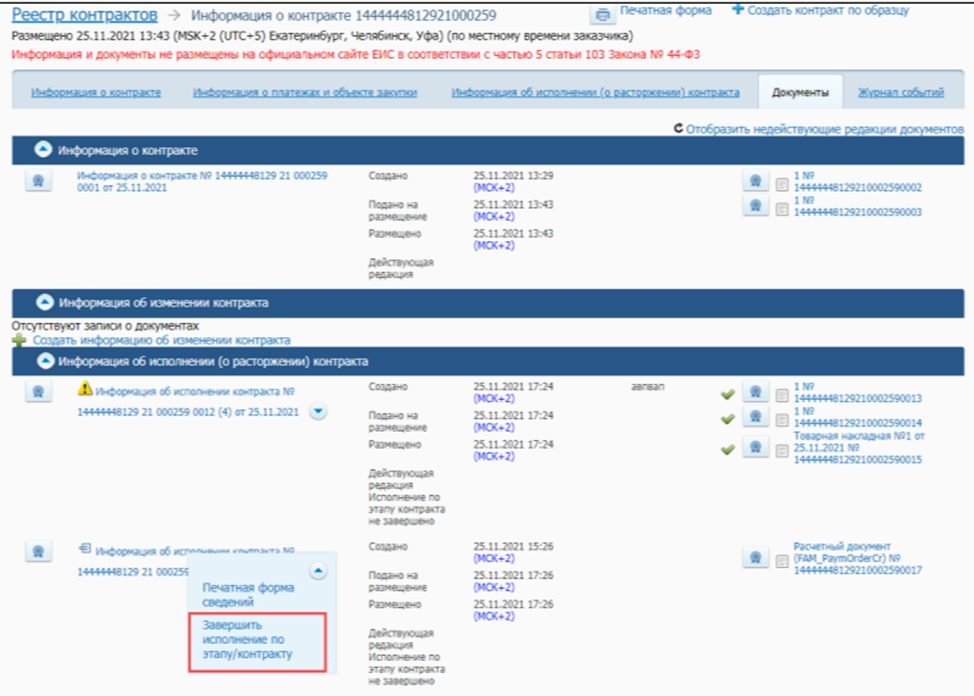 Реестр контрактов → Информация о контракте 1444444812921000259
Печатная форма
Создать контракт по образцу
Размещено 25.11.2021 13:43 (MSK+2 (UTC+5) Екатеринбург, Челябинск, Уфа) (по местному времени заказчика)
Информация и документы не размещены на официальном сайте ЕИС в соответствии с частью 5 статьи 103 Закона № 44-ФЗ
Информация о контракте
Информация о платежах и объекте закупки
Информация об исполнении (о расторжении) контракта
Документы
Журнал событий
Отобразить недействующие редакции документов
Информация о контракте
Информация о контракте № 14444448129 21 000259
0001 от 25.11.2021
Создано
25.11.2021 13:29
(МСК+2)
Подано на
размещение
25.11.2021 13:43
(МСК+2)
Размещено
25.11.2021 13:43
(МСК+2)
Действующая
редакция
1 №
14444448129210002590002
1 №
14444448129210002590003
Информация об изменении контракта
Отсутствуют записи о документах
Создать информацию об изменении контракта
Информация об исполнении (о расторжении) контракта
Информация об исполнении контракта №
14444448129 21 000259 0012 (4) от 25.11.2021
Создано
25.11.2021 17:24
(МСК+2)
Подано на
размещение
25.11.2021 17:24
(МСК+2)
Размещено
25.11.2021 17:24
(МСК+2)
Действующая
редакция
Исполнение по
этапу контракта
не завершено
авпвап
1 №
14444448129210002590013
1 №
14444448129210002590014
Товарная накладная №1 от
25.11.2021 №
14444448129210002590015
Информация об исполнении контракта №
14444448129 21 000259
Печатная форма
сведений
Завершить
исполнение по
этапу/контракту
Создано
25.11.2021 15:26
(МСК+2)
Подано на
размещение
25.11.2021 17:26
(МСК+2)
Размещено
25.11.2021 17:26
(МСК+2)
Действующая
редакция
Исполнение по
этапу контракта
не завершено
Расчетный документ
(FAM_PaymOrderCr) №
14444448129210002590017